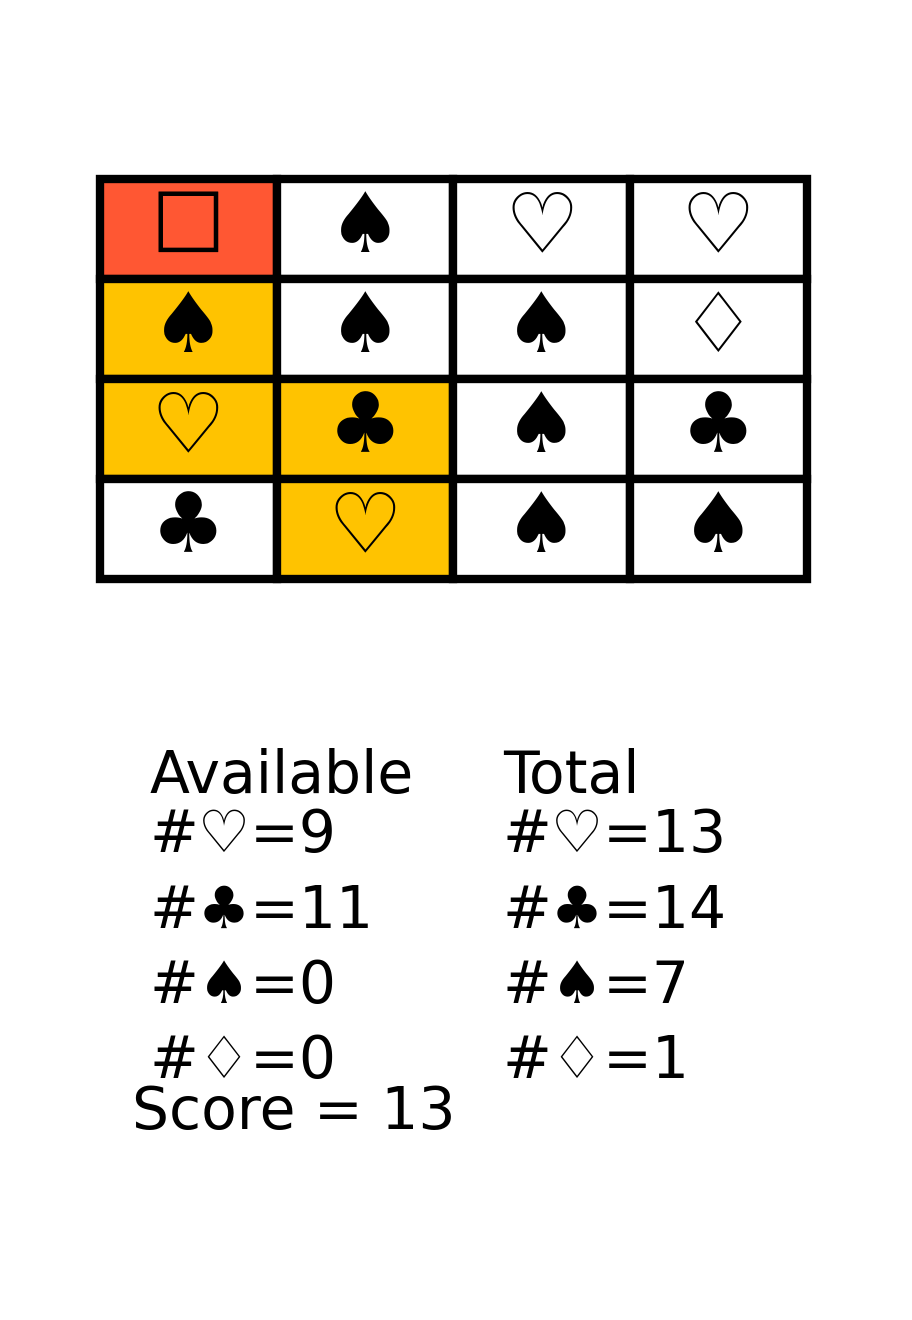 □ ♠ ♡ ♡
♠ ♠ ♠ ♢
♡ ♣ ♠ ♣
♣ ♡ ♠ ♠
Available Total
#♡=9 #♡=13
#♣=11 #♣=14
#♠=0 #♠=7
#♢=0 #♢=1
Score = 13